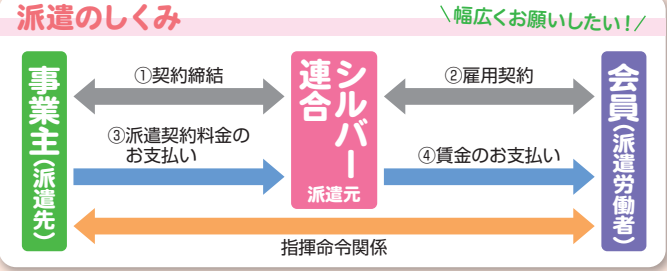 派遣のしくみ
\幅広くお願いしたい!/
事業主(派遣先)
①契約締結
③派遣契約料金の
お支払い
シルバー
連合
派遣元
②雇用契約
④賃金のお支払い
会員(派遣労働者)
指揮命令関係